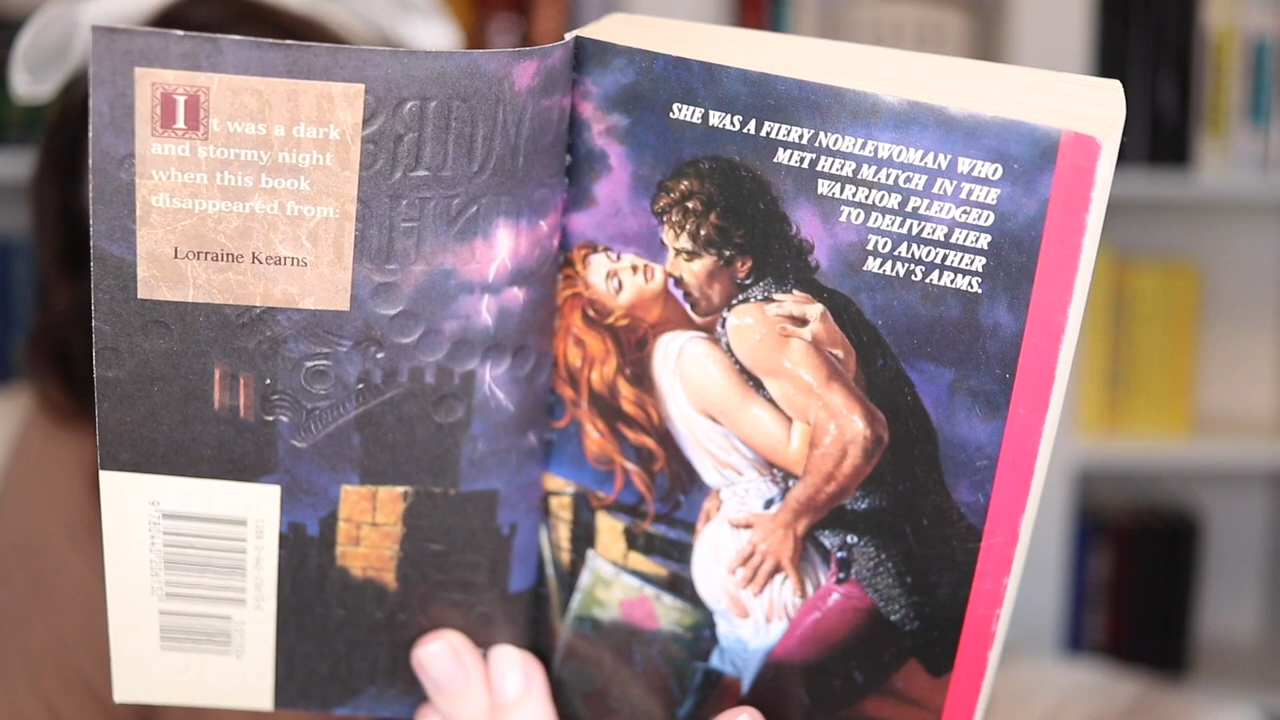 It was a dark
and stormy night
when this book
disappeared from:
Lorraine Kearns
SHE WAS A FIERY NOBLEWOMAN WHO
MET HER MATCH IN THE
WARRIOR PLEDGED
TO DELIVER HER
TO ANOTHER
MAN'S ARMS.